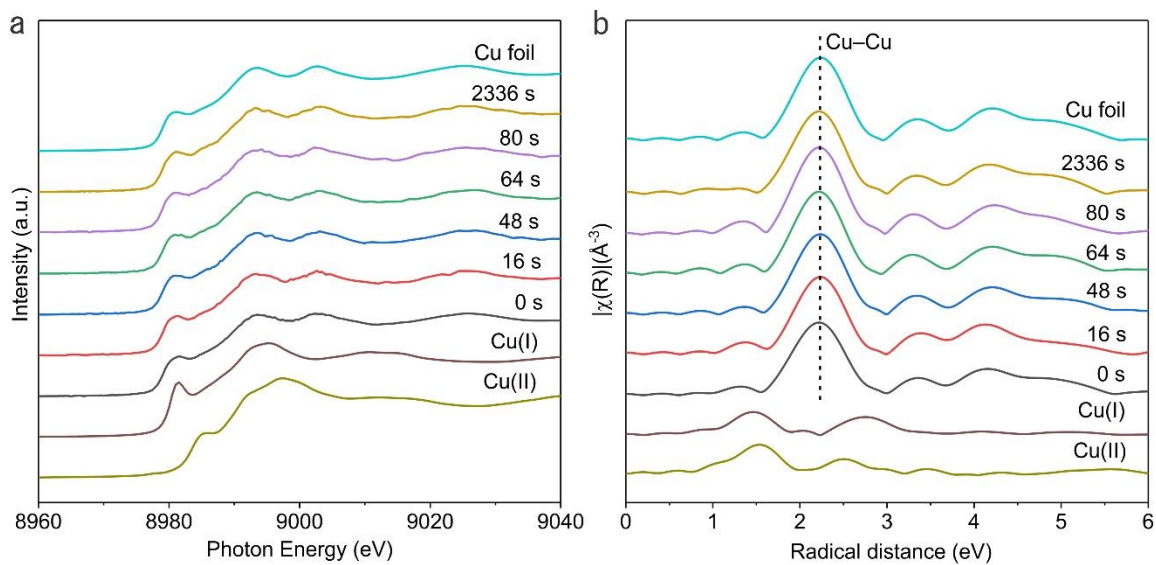 a
Intensity (a.u.)
Cu foil
2336 s
80 s
64 s
48 s
16 s
0 s
Cu(I)
Cu(II)
8960
8980
9000
9020
9040
Photon Energy (eV)
b
|χ(R)|(Å⁻³)
Cu–Cu
Cu foil
2336 s
80 s
64 s
48 s
16 s
0 s
Cu(I)
Cu(II)
0
1
2
3
4
5
6
Radical distance (eV)